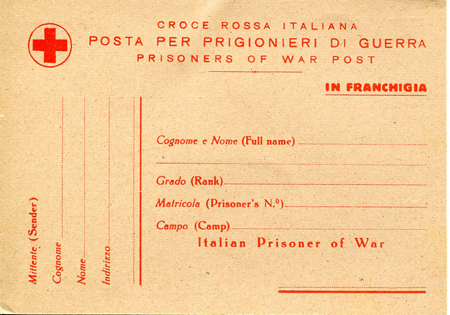 CROCE ROSSA ITALIANA
POSTA PER PRIGIONIERI DI GUERRA
PRISONERS OF WAR POST
IN FRANCHIGIA
Cognome e Nome (Full name)
Grado (Rank)
Matricola (Prisoner's N.º)
Campo (Camp)
Italian Prisoner of War
Mittente (Sender)
Cognome
Nome
Indirizzo